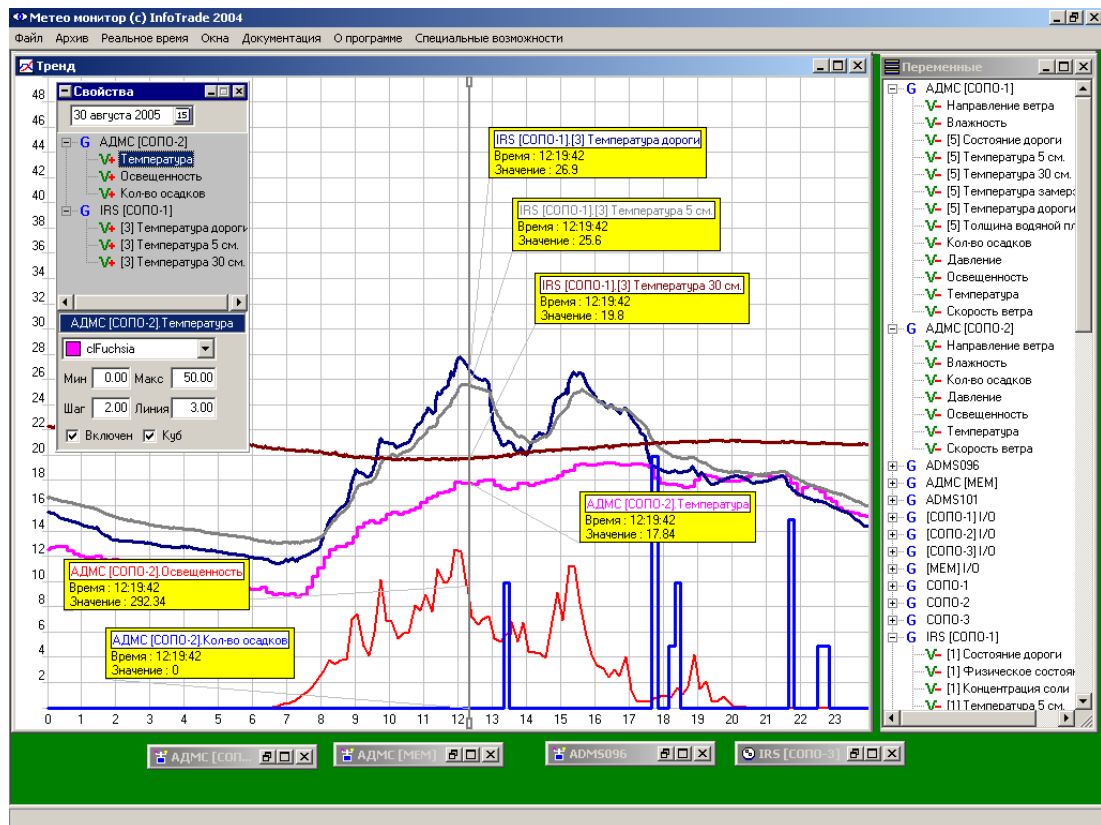 Метео монитор (c) InfoTrade 2004
Файл Архив Реальное время Окна Документация О программе Специальные возможности
Тренд
48
46
44
42
40
38
36
34
32
30
28
26
24
22
20
18
16
14
12
10
8
6
4
2
0 1 2 3 4 5 6 7 8 9 10 11 12 13 14 15 16 17 18 19 20 21 22 23
Свойства
30 августа 2005 15
G АДМС [СОПО-2]
V+ Температура
V+ Освещенность
V+ Кол-во осадков
G IRS [СОПО-1]
V+ [3] Температура дороги
V+ [3] Температура 5 см.
V+ [3] Температура 30 см.
АДМС [СОПО-2].Температура
clFuchsia
Мин 0.00 Макс 50.00
Шаг 2.00 Линия 3.00
Включен Куб
IRS [СОПО-1].[3] Температура дороги
Время : 12:19:42
Значение : 26.9
IRS [СОПО-1].[3] Температура 5 см.
Время : 12:19:42
Значение : 25.6
IRS [СОПО-1].[3] Температура 30 см.
Время : 12:19:42
Значение : 19.8
АДМС [СОПО-2].Температура
Время : 12:19:42
Значение : 17.84
АДМС [СОПО-2].Освещенность
Время : 12:19:42
Значение : 292.34
АДМС [СОПО-2].Кол-во осадков
Время : 12:19:42
Значение : 0
Переменные
G АДМС [СОПО-1]
V- Направление ветра
V- Влажность
V- [5] Состояние дороги
V- [5] Температура 5 см.
V- [5] Температура 30 см.
V- [5] Температура замерз
V- [5] Температура дороги
V- [5] Толщина водяной пл
V- Кол-во осадков
V- Давление
V- Освещенность
V- Температура
V- Скорость ветра
G АДМС [СОПО-2]
V- Направление ветра
V- Влажность
V- Кол-во осадков
V- Давление
V- Освещенность
V- Температура
V- Скорость ветра
G ADMS096
G АДМС [МЕМ]
G ADMS101
G [СОПО-1] I/O
G [СОПО-2] I/O
G [СОПО-3] I/O
G [МЕМ] I/O
G СОПО-1
G СОПО-2
G СОПО-3
G IRS [СОПО-1]
V- [1] Состояние дороги
V- [1] Физическое состоян
V- [1] Концентрация соли
V- [1] Температура 5 см.
АДМС [СОП... АДМС [МЕМ] ADMS096 IRS [СОПО-3]